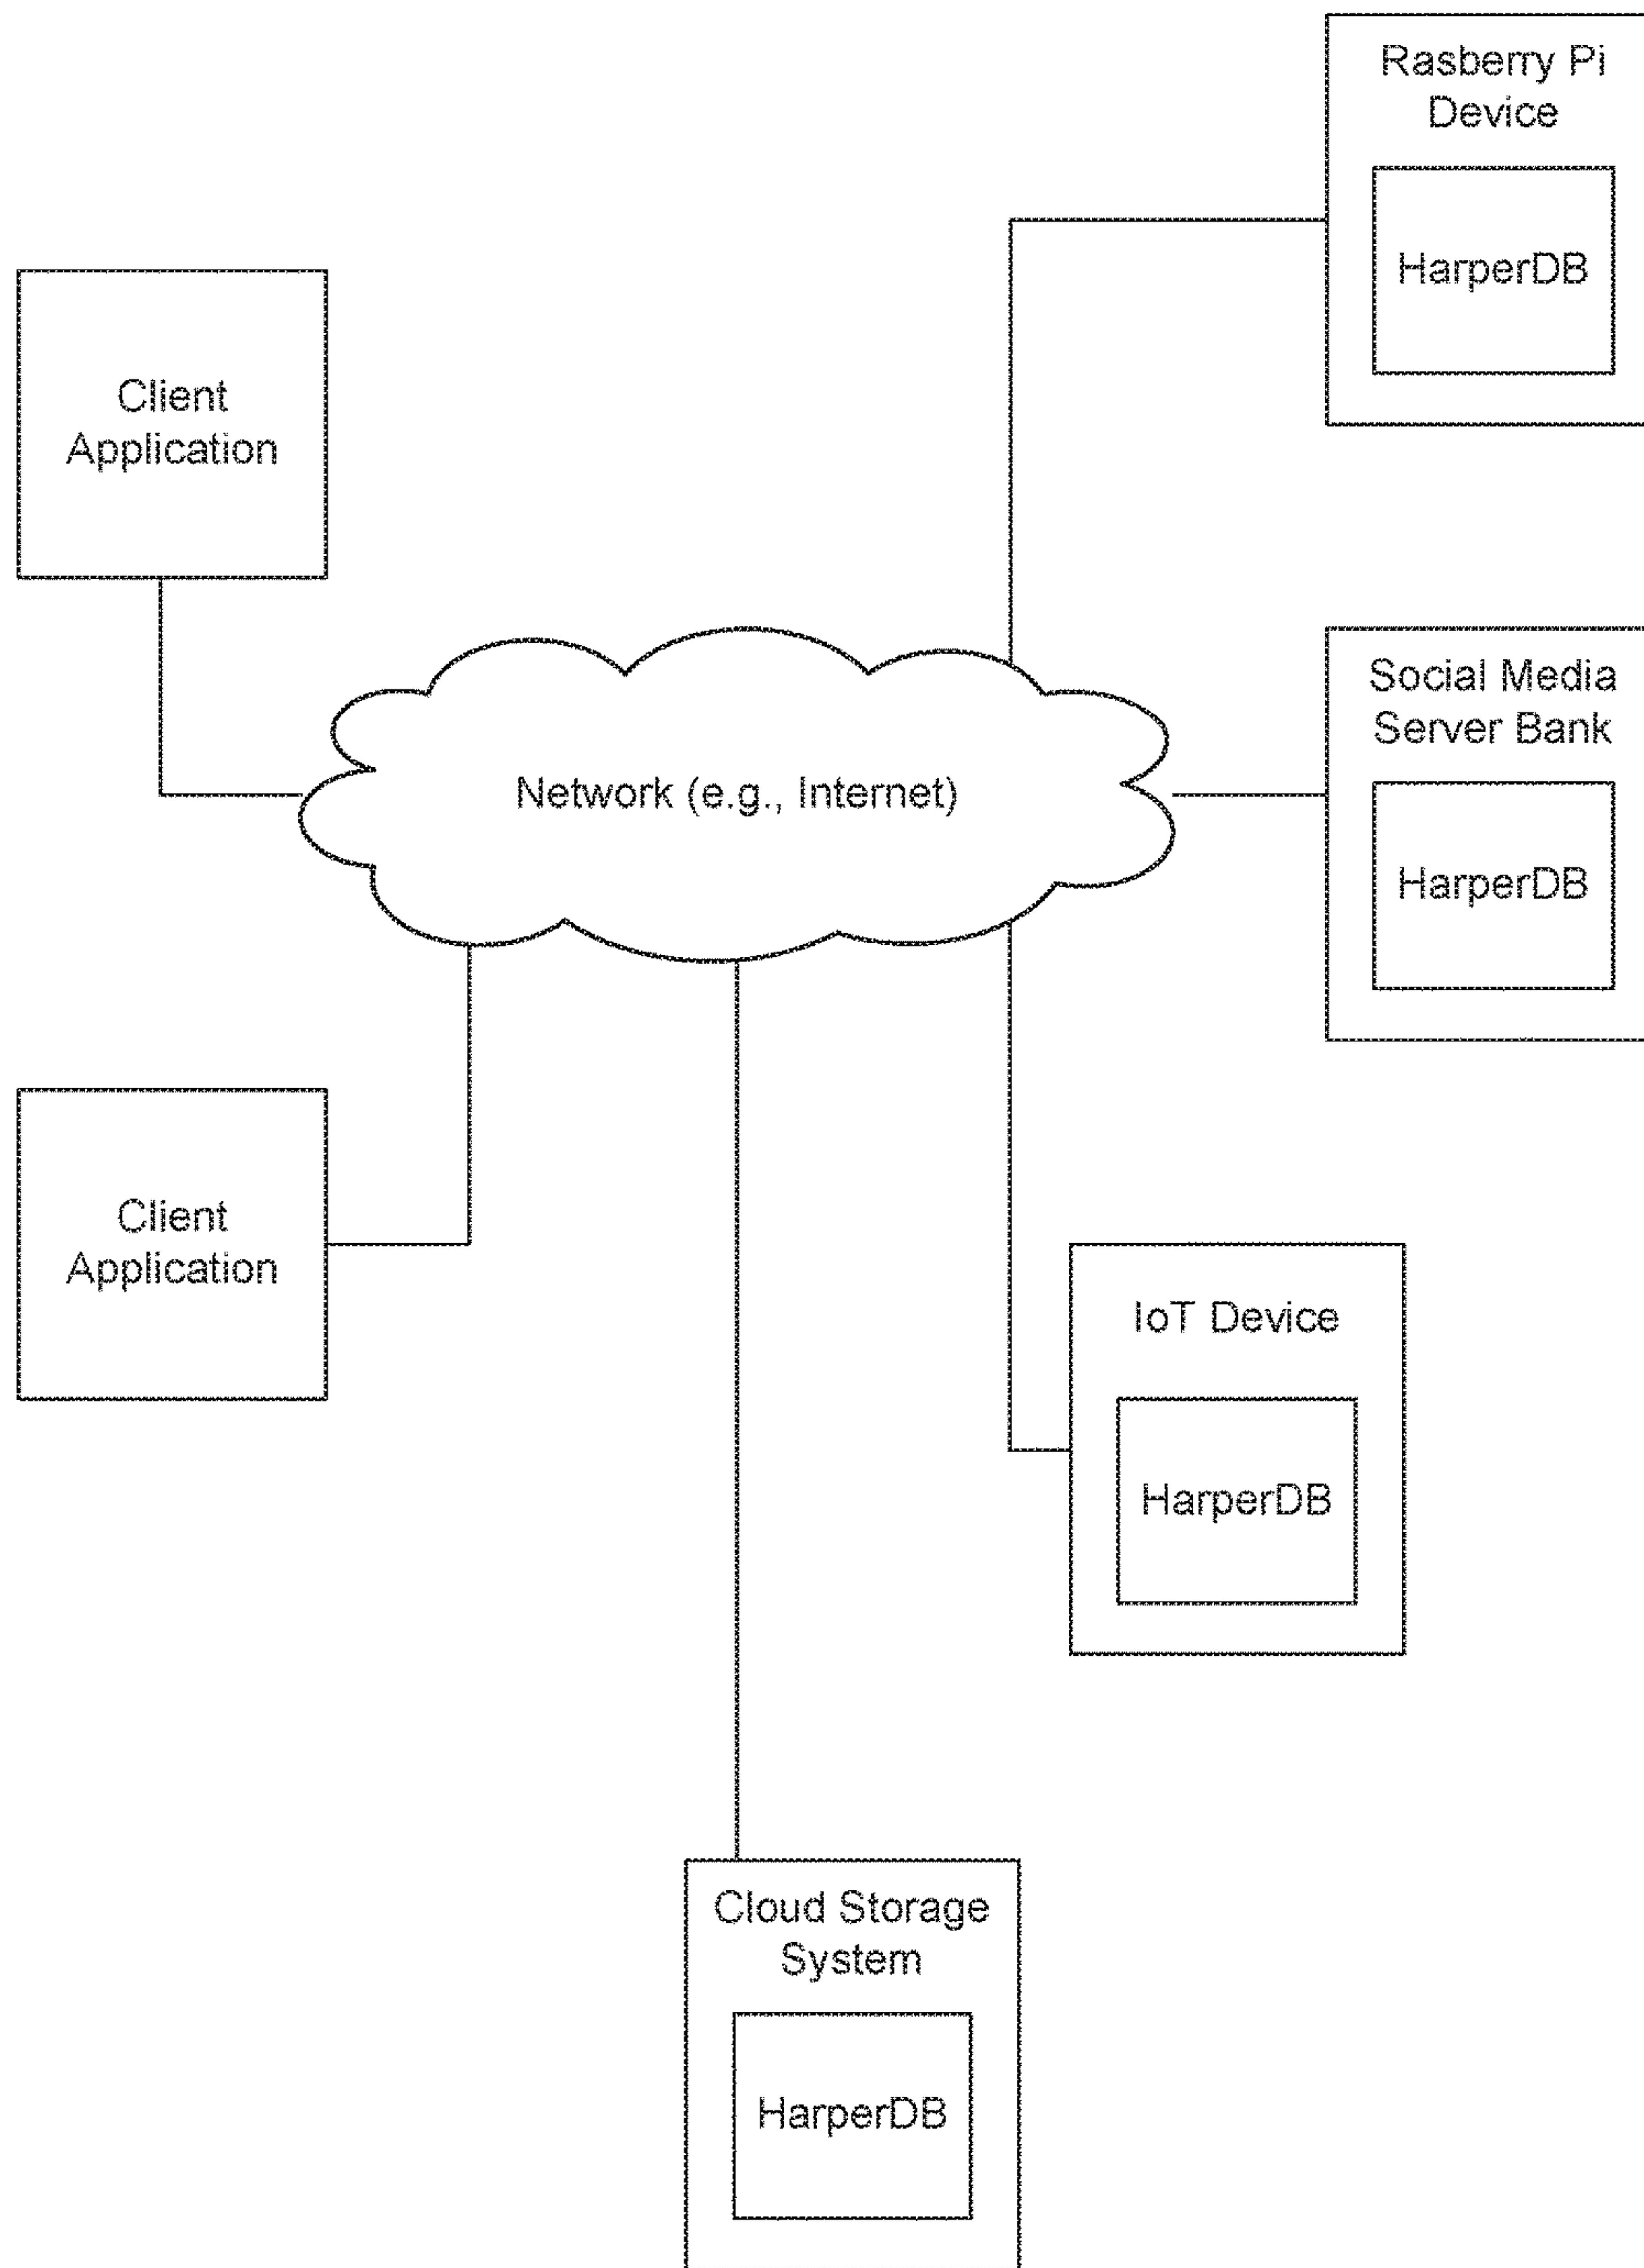 Rasberry Pi
Device
HarperDB
Client
Application
Social Media
Server Bank
Network (e.g., Internet)
HarperDB
Client
Application
IoT Device
HarperDB
Cloud Storage
System
HarperDB